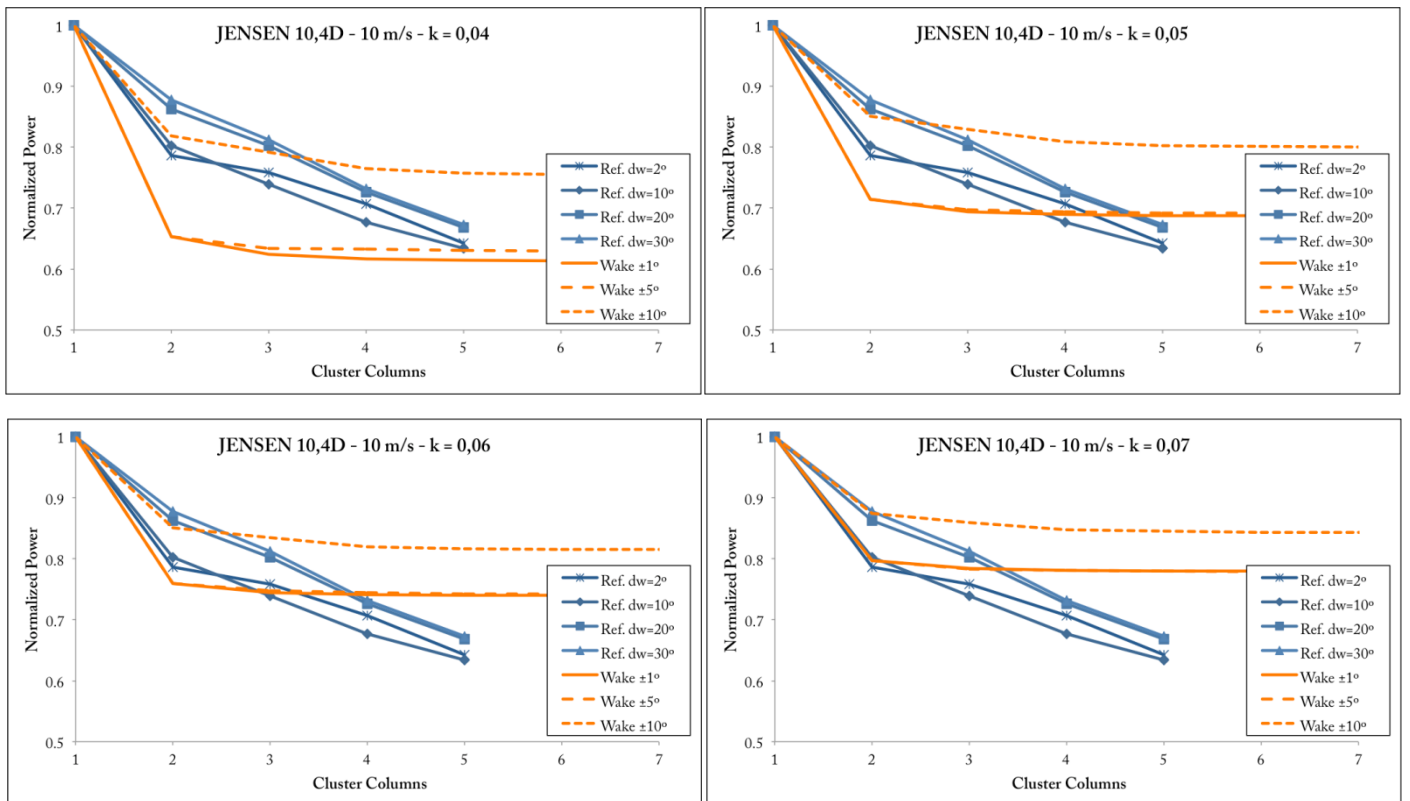 JENSEN 10,4D - 10 m/s - k = 0,04
Normalized Power
1
0.9
0.8
0.7
0.6
0.5
Ref. dw=2º
Ref. dw=10º
Ref. dw=20º
Ref. dw=30º
Wake ±1º
Wake ±5º
Wake ±10º
1 2 3 4 5 6 7
Cluster Columns
JENSEN 10,4D - 10 m/s - k = 0,05
Normalized Power
1
0.9
0.8
0.7
0.6
0.5
Ref. dw=2º
Ref. dw=10º
Ref. dw=20º
Ref. dw=30º
Wake ±1º
Wake ±5º
Wake ±10º
1 2 3 4 5 6 7
Cluster Columns
JENSEN 10,4D - 10 m/s - k = 0,06
Normalized Power
1
0.9
0.8
0.7
0.6
0.5
Ref. dw=2º
Ref. dw=10º
Ref. dw=20º
Ref. dw=30º
Wake ±1º
Wake ±5º
Wake ±10º
1 2 3 4 5 6 7
Cluster Columns
JENSEN 10,4D - 10 m/s - k = 0,07
Normalized Power
1
0.9
0.8
0.7
0.6
0.5
Ref. dw=2º
Ref. dw=10º
Ref. dw=20º
Ref. dw=30º
Wake ±1º
Wake ±5º
Wake ±10º
1 2 3 4 5 6 7
Cluster Columns